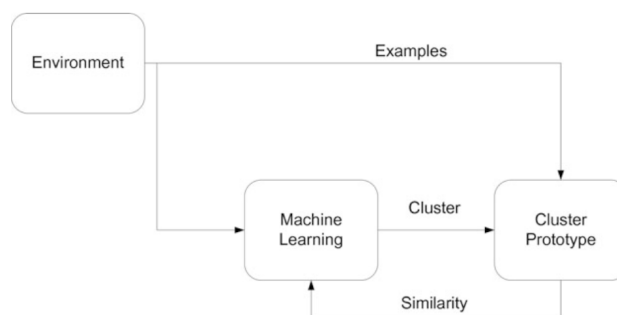 Environment
Examples
Machine
Learning
Cluster
Cluster
Prototype
Similarity